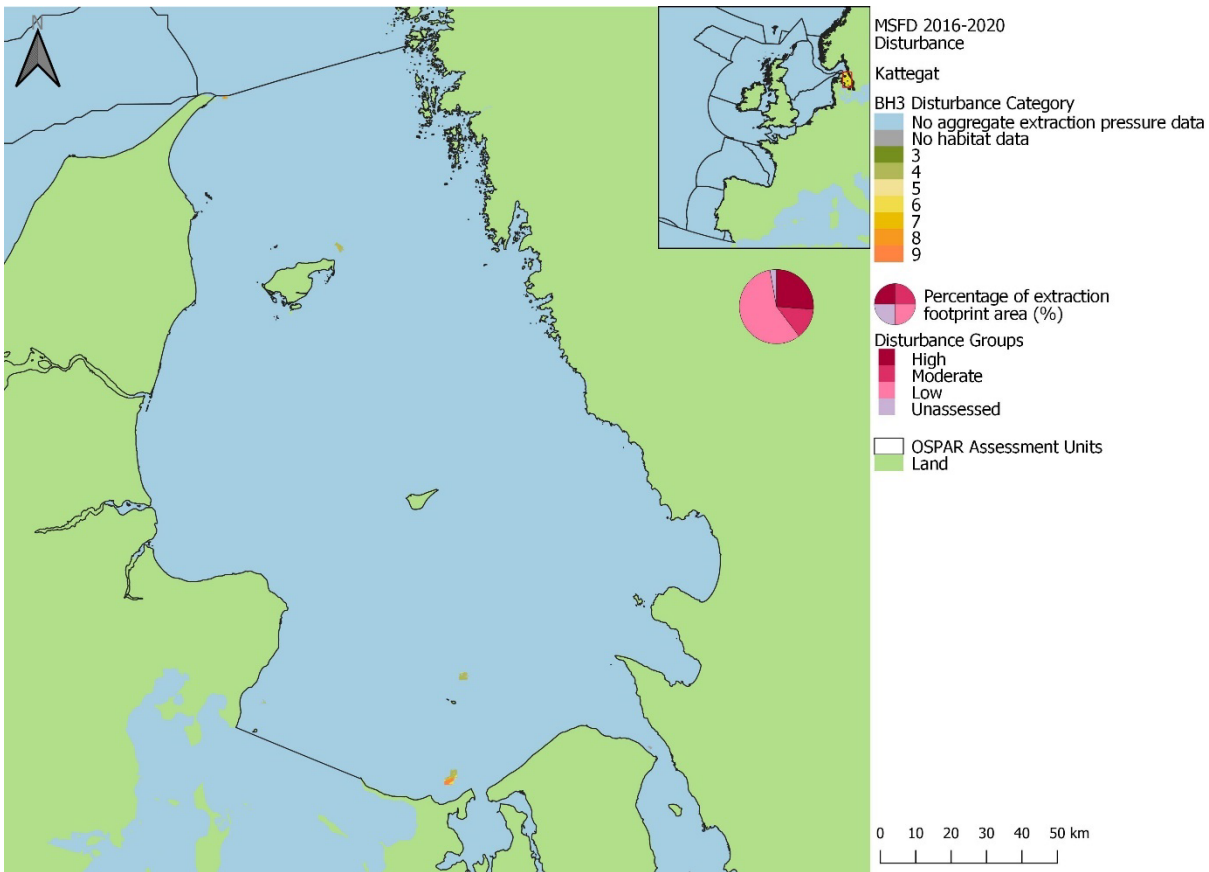 N
MSFD 2016-2020
Disturbance
Kattegat
BH3 Disturbance Category
No aggregate extraction pressure data
No habitat data
3
4
5
6
7
8
9
Percentage of extraction
footprint area (%)
Disturbance Groups
High
Moderate
Low
Unassessed
OSPAR Assessment Units
Land
0 10 20 30 40 50 km